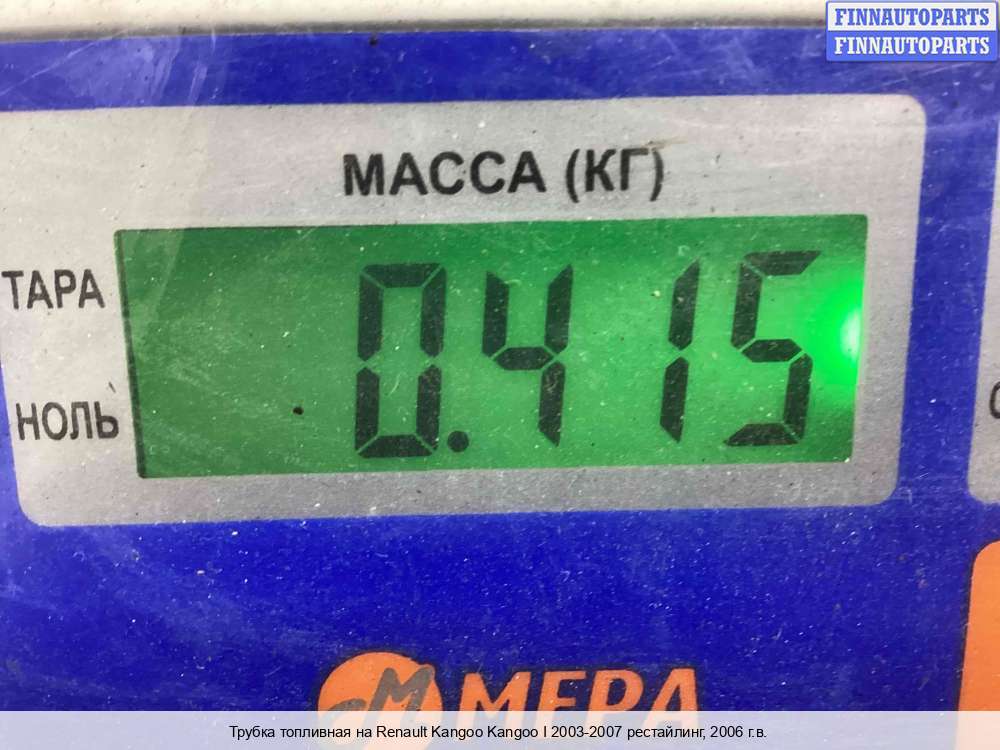 FINNAUTOPARTS
FINNAUTOPARTS
МАССА (КГ)
ТАРА
0.415
НОЛЬ
МЕРА
Трубка топливная на Renault Kangoo Kangoo I 2003-2007 рестайлинг, 2006 г.в.